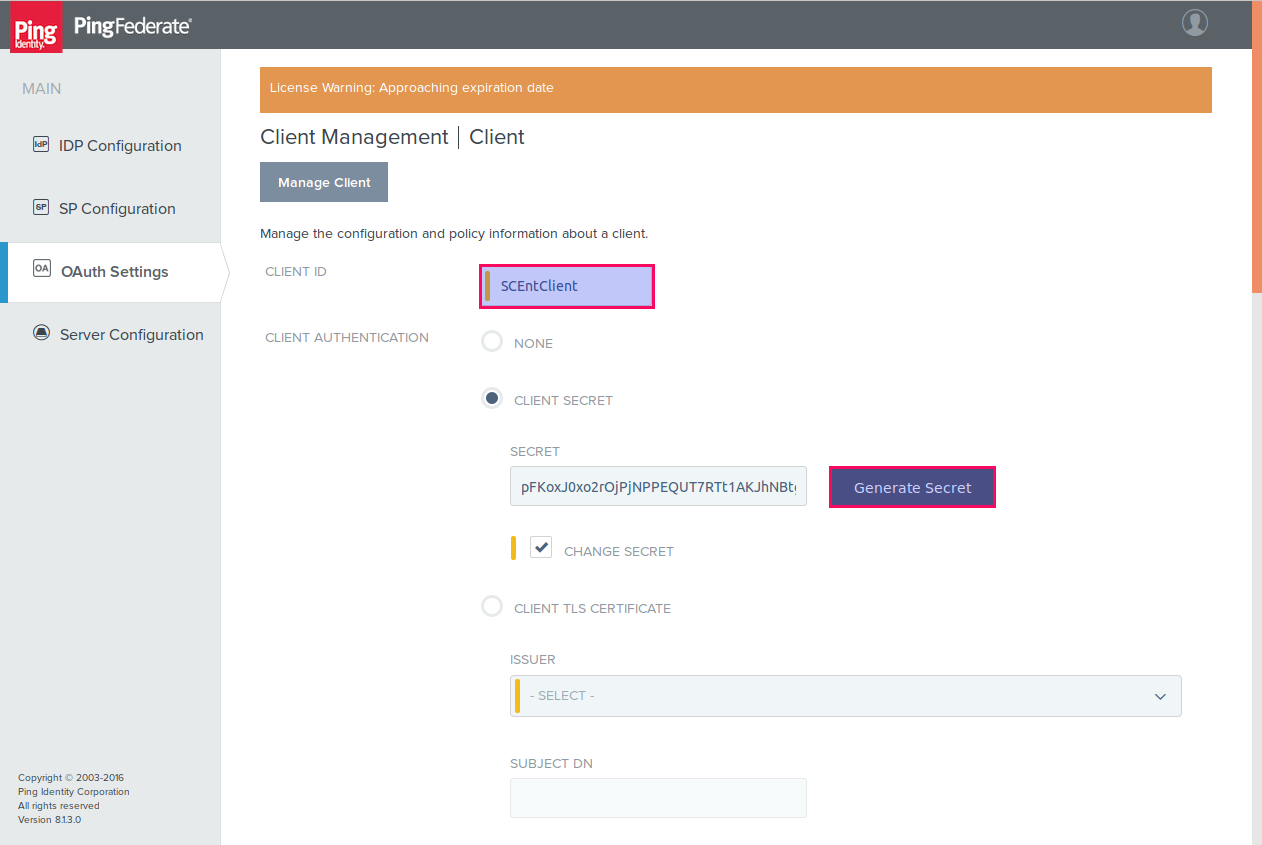 Ping
Identity.
PingFederate®
MAIN
IdP IDP Configuration
SP SP Configuration
OA OAuth Settings
Server Configuration
Copyright © 2003-2016
Ping Identity Corporation
All rights reserved
Version 8.1.3.0
License Warning: Approaching expiration date
Client Management | Client
Manage Client
Manage the configuration and policy information about a client.
CLIENT ID
SCEntClient
CLIENT AUTHENTICATION
NONE
CLIENT SECRET
SECRET
pFKoxJ0xo2rOjPjNPPEQUT7RTt1AKJhNBt
Generate Secret
CHANGE SECRET
CLIENT TLS CERTIFICATE
ISSUER
- SELECT -
SUBJECT DN